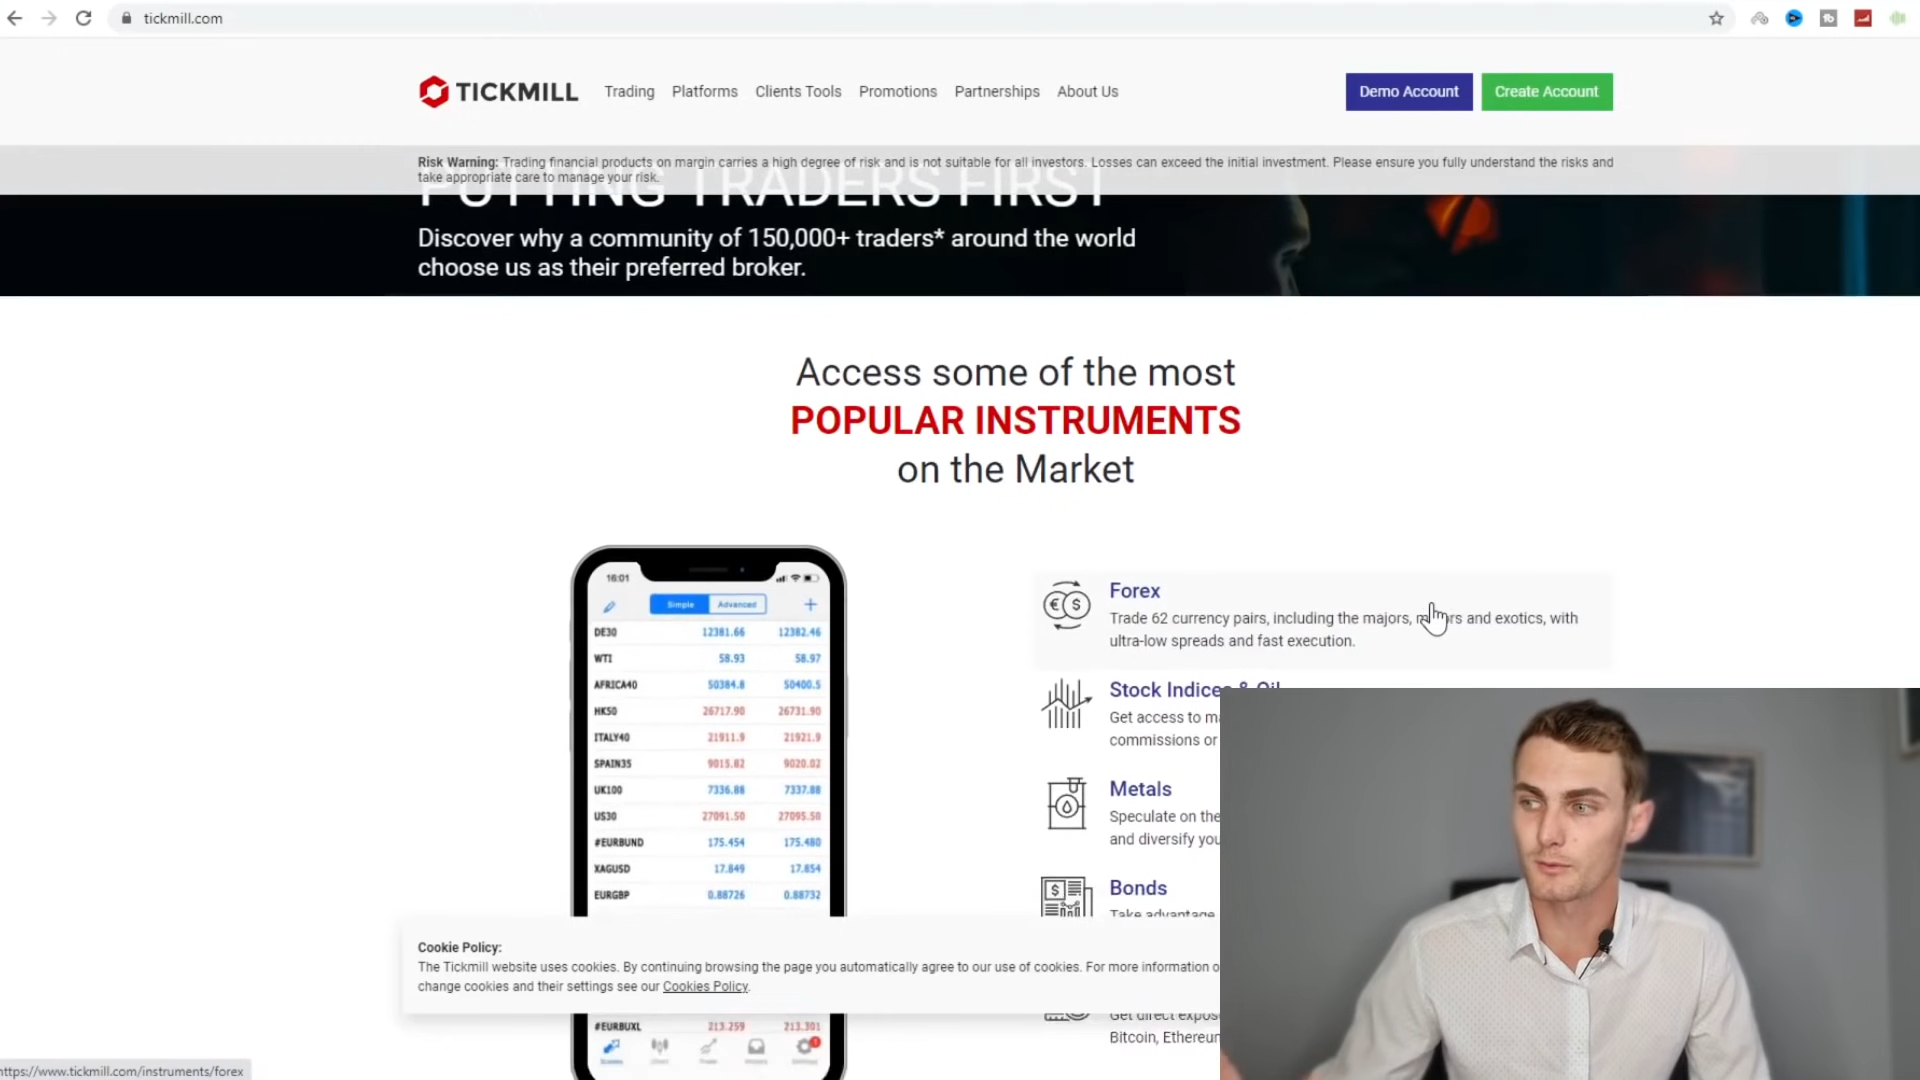 tickmill.com
TICKMILL
Trading Platforms Clients Tools Promotions Partnerships About Us
Demo Account Create Account
Risk Warning: Trading financial products on margin carries a high degree of risk and is not suitable for all investors. Losses can exceed the initial investment. Please ensure you fully understand the risks and
take appropriate care to manage your risk.
PUTTING TRADERS FIRST
Discover why a community of 150,000+ traders* around the world
choose us as their preferred broker.
Access some of the most
POPULAR INSTRUMENTS
on the Market
16:01
Simple Advanced
DE30 12381.66 12382.46
WTI 58.93 58.97
AFRICA40 50384.8 50400.5
HK50 26717.90 26731.90
ITALY40 21911.9 21921.9
SPAIN35 9015.82 9020.02
UK100 7336.88 7337.88
US30 27091.50 27095.50
#EURBUND 175.454 175.480
XAGUSD 17.849 17.854
EURGBP 0.88726 0.88732
#EURBUXL 213.259 213.301
Forex
Trade 62 currency pairs, including the majors, and exotics, with
ultra-low spreads and fast execution.
Stock Indices & Oil
Get access to
commissions or
Metals
Speculate on the
and diversify
Bonds
Take advantage
Get direct
Bitcoin,
Cookie Policy:
The Tickmill website uses cookies. By continuing browsing the page you automatically agree to our use of cookies. For more information
change cookies and their settings see our Cookies Policy.
https://www.tickmill.com/instruments/forex